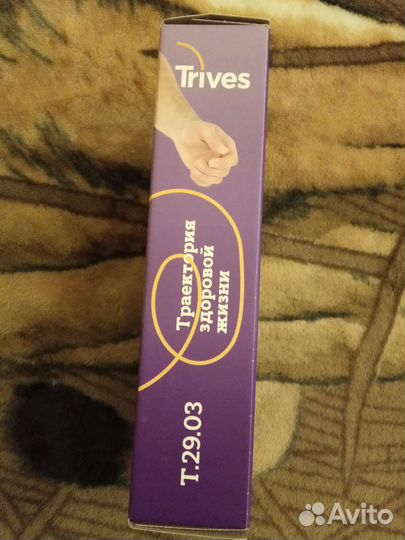 Trives
Траектория
здоровой
жизни
Т.29.03
Avito